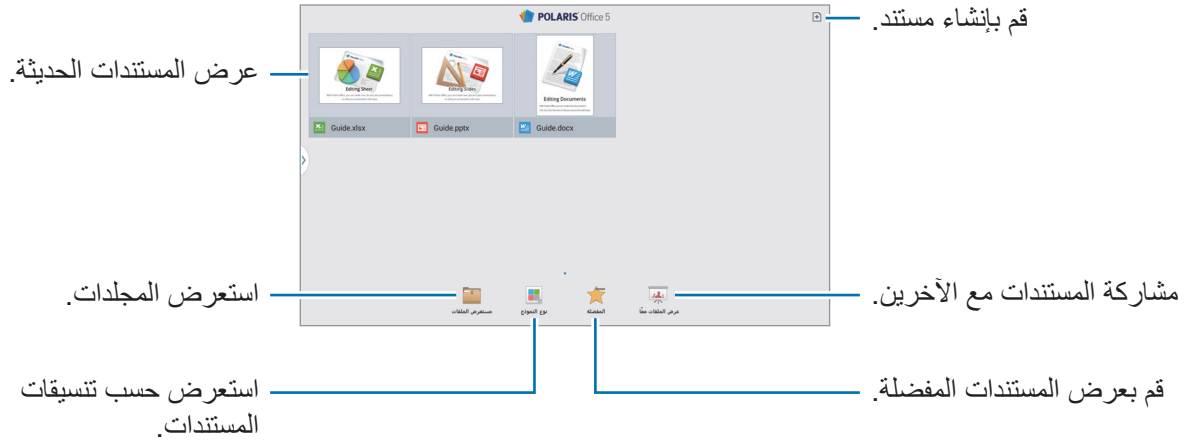 POLARIS Office 5
قم بإنشاء مستند.
عرض المستندات الحديثة.
Editing Sheet
Editing Slides
Editing Documents
Guide.xlsx
Guide.pptx
Guide.docx
مشاركة المستندات مع الآخرين.
استعرض المجلدات.
عرض الملفات معًا
المفضلة
نوع النموذج
مستعرض الملفات
قم بعرض المستندات المفضلة.
استعرض حسب تنسيقات
المستندات.